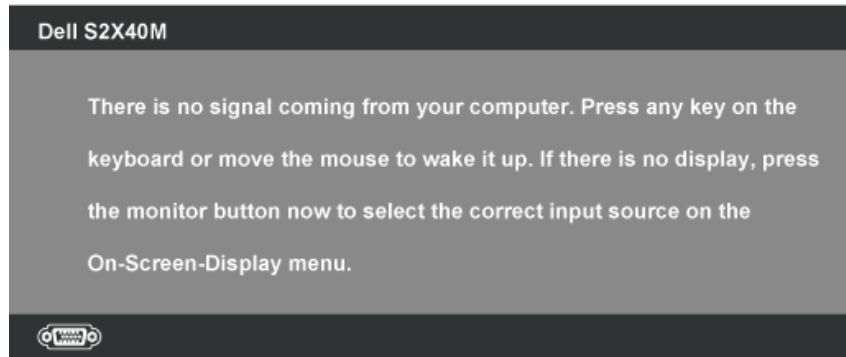 Dell S2X40M
There is no signal coming from your computer. Press any key on the
keyboard or move the mouse to wake it up. If there is no display, press
the monitor button now to select the correct input source on the
On-Screen-Display menu.